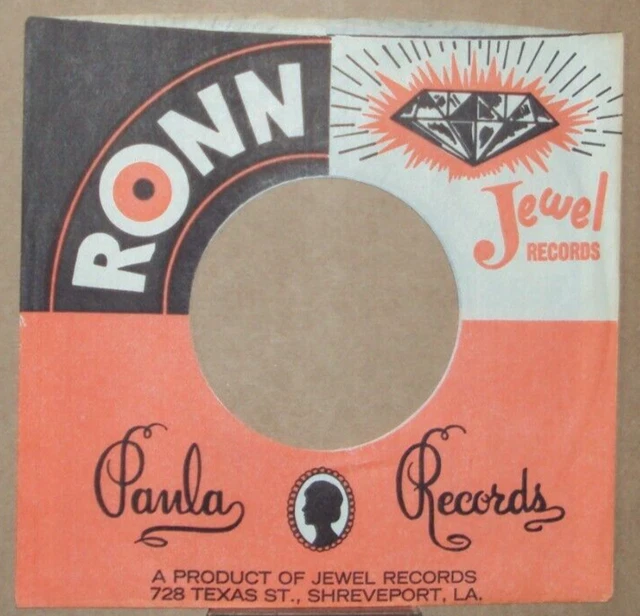 RONN
Jewel
RECORDS
Paula Records
A PRODUCT OF JEWEL RECORDS
728 TEXAS ST., SHREVEPORT, LA.